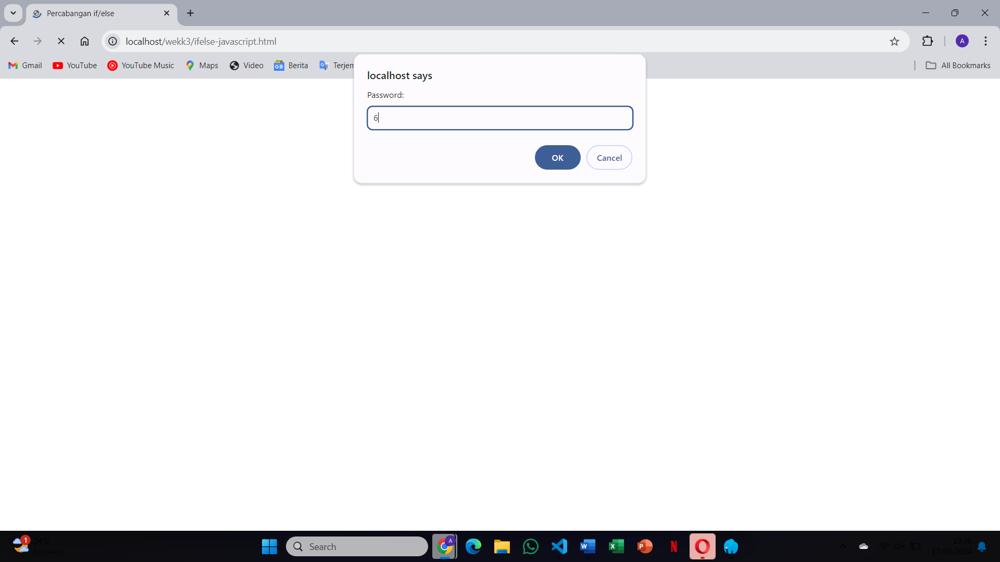 Percabangan if/else
localhost/wekk3/ifelse-javascript.html
A
Gmail
YouTube
YouTube Music
Maps
Video
Berita
Terjem
All Bookmarks
localhost says
Password:
6
OK
Cancel
1
24°C
Berawan
Search
A
19:36
17/09/2024